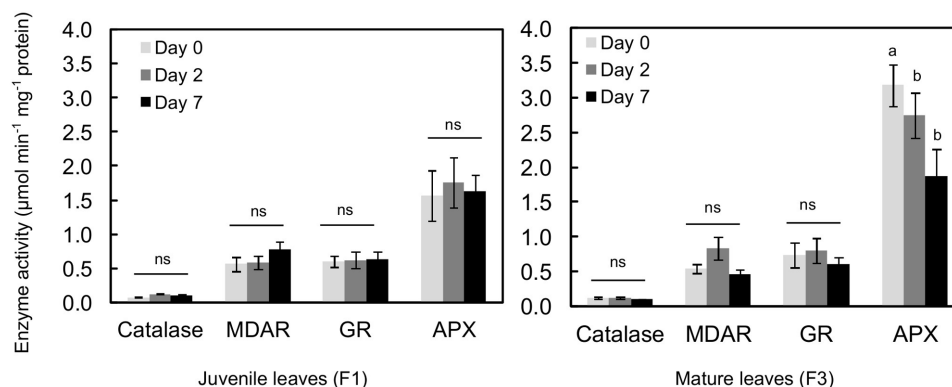 Enzyme activity (μmol min⁻¹ mg⁻¹ protein)
4.0
3.5
3.0
2.5
2.0
1.5
1.0
0.5
0.0
Day 0
Day 2
Day 7
ns
ns
ns
ns
Catalase MDAR GR APX
Juvenile leaves (F1)
4.0
3.5
3.0
2.5
2.0
1.5
1.0
0.5
0.0
Day 0
Day 2
Day 7
a
b
b
ns
ns
ns
Catalase MDAR GR APX
Mature leaves (F3)